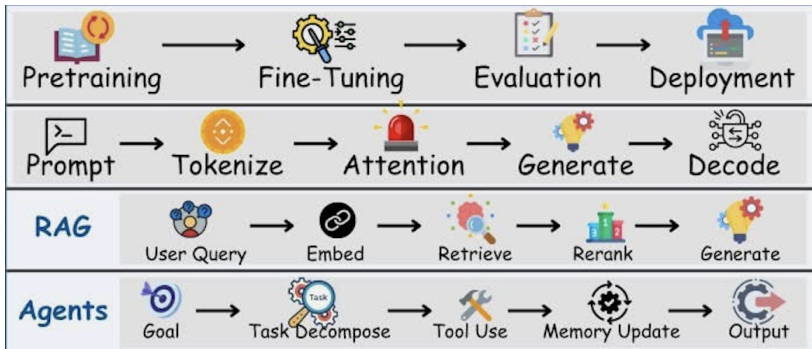 Pretraining Fine-Tuning Evaluation Deployment
Prompt Tokenize Attention Generate Decode
RAG
User Query Embed Retrieve Rerank Generate
Agents
Task
Goal Task Decompose Tool Use Memory Update Output